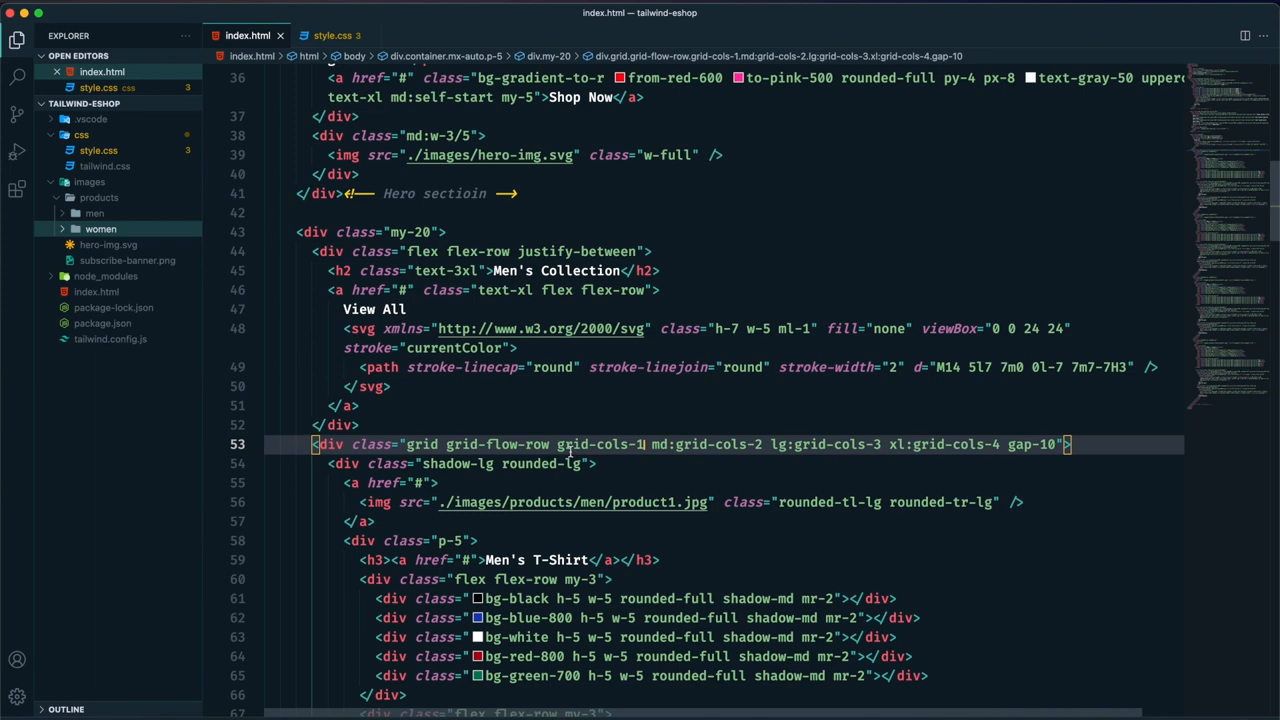 index.html — tailwind-eshop
EXPLORER
index.html
style.css 3
index.html > html > body > div.container.mx-auto.p-5 > div.my-20 > div.grid.grid-flow-row.grid-cols-1.md:grid-cols-2.lg:grid-cols-3.xl:grid-cols-4.gap-10
OPEN EDITORS
index.html
style.css css 3
TAILWIND-ESHOP
.vscode
css
style.css 3
tailwind.css
images
products
men
women
hero-img.svg
subscribe-banner.png
node_modules
index.html
package-lock.json
package.json
tailwind.config.js
OUTLINE
36 <a href="#" class="bg-gradient-to-r from-red-600 to-pink-500 rounded-full py-4 px-8 text-gray-50 upper
text-xl md:self-start my-5">Shop Now</a>
37 </div>
38 <div class="md:w-3/5">
39 <img src="./images/hero-img.svg" class="w-full" />
40 </div>
41 </div><!-- Hero sectioin -->
42
43 <div class="my-20">
44 <div class="flex flex-row justify-between">
45 <h2 class="text-3xl">Men's Collection</h2>
46 <a href="#" class="text-xl flex flex-row">
47 View All
48 <svg xmlns="http://www.w3.org/2000/svg" class="h-7 w-5 ml-1" fill="none" viewBox="0 0 24 24"
stroke="currentColor">
49 <path stroke-linecap="round" stroke-linejoin="round" stroke-width="2" d="M14 5l7 7m0 0l-7 7m7-7H3" />
50 </svg>
51 </a>
52 </div>
53 <div class="grid grid-flow-row grid-cols-1 md:grid-cols-2 lg:grid-cols-3 xl:grid-cols-4 gap-10">
54 <div class="shadow-lg rounded-lg">
55 <a href="#">
56 <img src="./images/products/men/product1.jpg" class="rounded-tl-lg rounded-tr-lg" />
57 </a>
58 <div class="p-5">
59 <h3><a href="#">Men's T-Shirt</a></h3>
60 <div class="flex flex-row my-3">
61 <div class="bg-black h-5 w-5 rounded-full shadow-md mr-2"></div>
62 <div class="bg-blue-800 h-5 w-5 rounded-full shadow-md mr-2"></div>
63 <div class="bg-white h-5 w-5 rounded-full shadow-md mr-2"></div>
64 <div class="bg-red-800 h-5 w-5 rounded-full shadow-md mr-2"></div>
65 <div class="bg-green-700 h-5 w-5 rounded-full shadow-md mr-2"></div>
66 </div>
67 <div class="flex flex-row my-3">